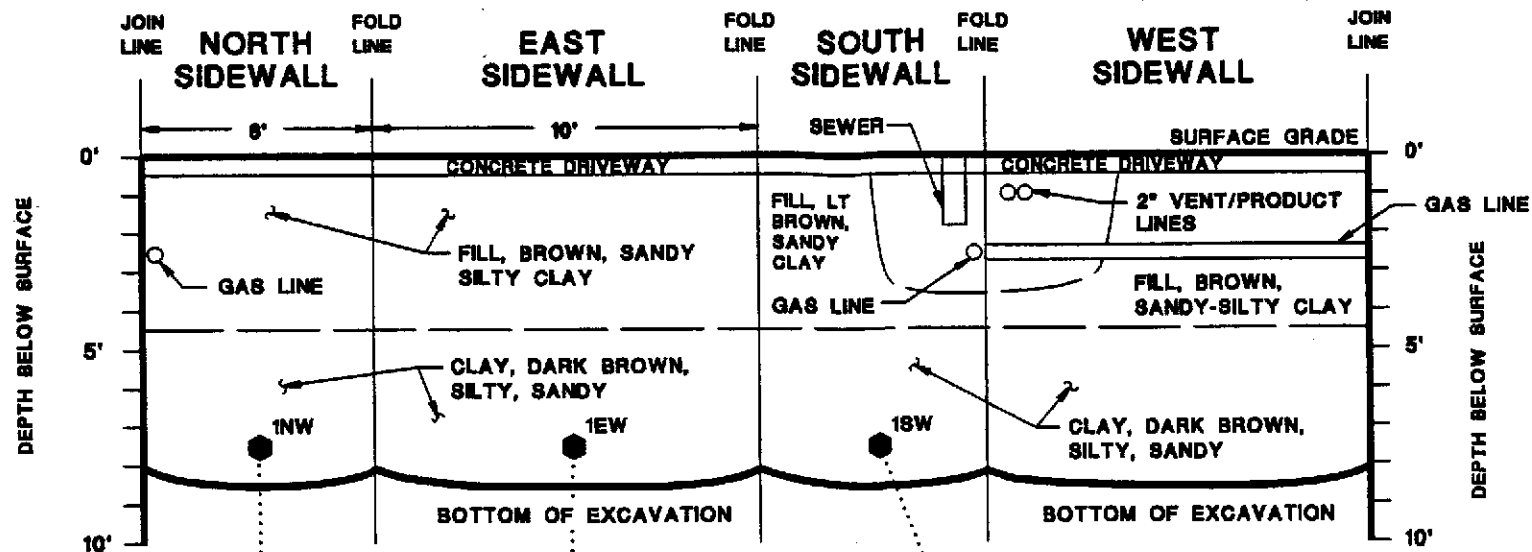 JOIN
LINE
NORTH
SIDEWALL
FOLD
LINE
EAST
SIDEWALL
FOLD
LINE
SOUTH
SIDEWALL
FOLD
LINE
WEST
SIDEWALL
JOIN
LINE
6'
10'
SEWER
SURFACE GRADE
0'
0'
CONCRETE DRIVEWAY
CONCRETE DRIVEWAY
FILL, LT
BROWN,
SANDY
CLAY
2" VENT/PRODUCT
LINES
GAS LINE
FILL, BROWN, SANDY
SILTY CLAY
GAS LINE
GAS LINE
FILL, BROWN,
SANDY-SILTY CLAY
DEPTH BELOW SURFACE
DEPTH BELOW SURFACE
5'
5'
CLAY, DARK BROWN,
SILTY, SANDY
1NW
1EW
1SW
CLAY, DARK BROWN,
SILTY, SANDY
BOTTOM OF EXCAVATION
BOTTOM OF EXCAVATION
10'
10'